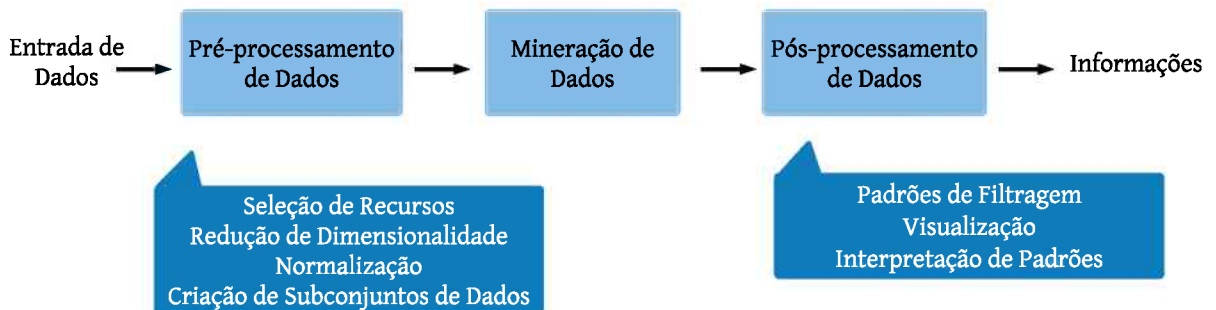 Entrada de
Dados
Pré-processamento
de Dados
Mineração de
Dados
Pós-processamento
de Dados
Informações
Seleção de Recursos
Redução de Dimensionalidade
Normalização
Criação de Subconjuntos de Dados
Padrões de Filtragem
Visualização
Interpretação de Padrões